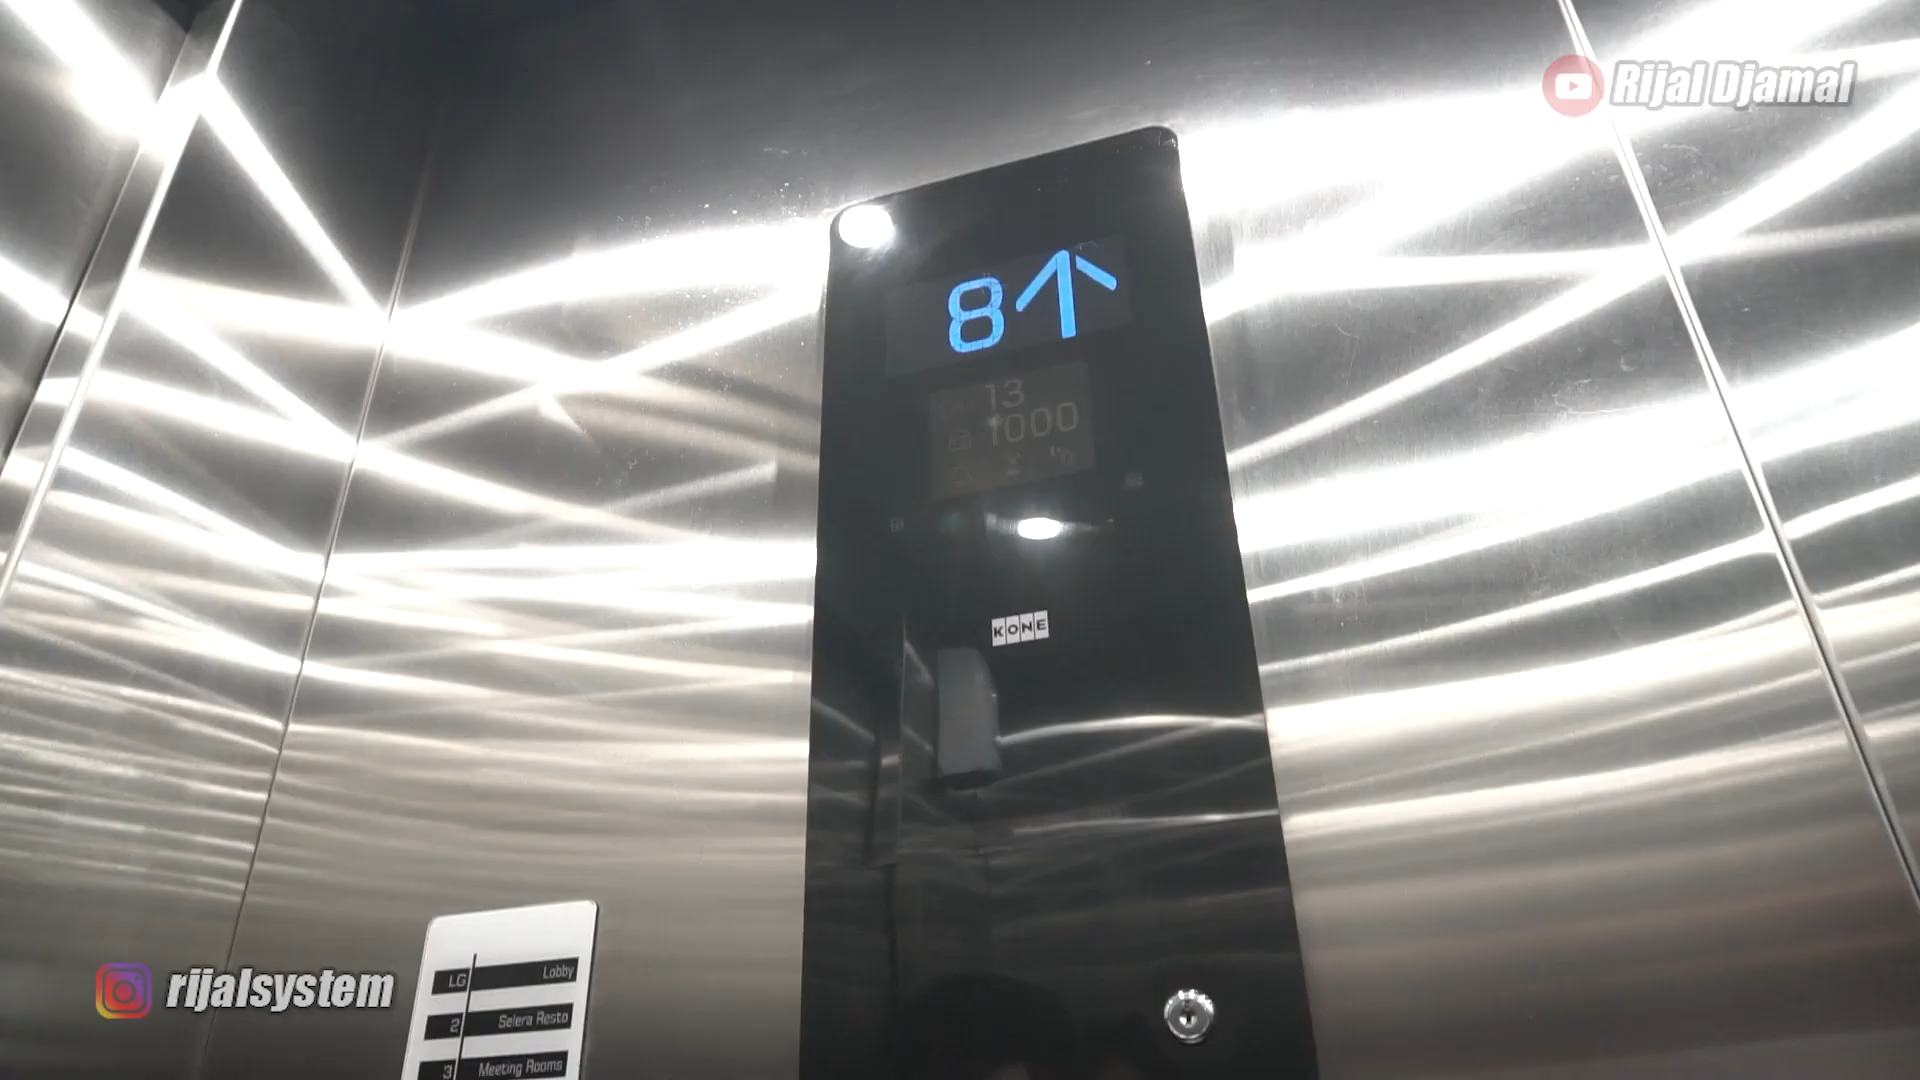 Rijal Djamal
8
13
1000
KONE
LG Lobby
2 Selera Resto
3 Meeting Rooms
rijalsystem